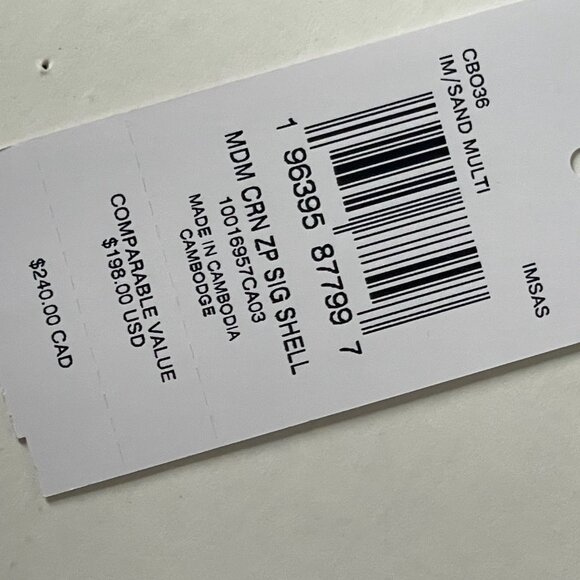 CBO36
IM/SAND MULTI
IMSAS
1 96395 87799 7
MDM CRN ZP SIG SHELL
10016957CA03
MADE IN CAMBODIA
CAMBODGE
COMPARABLE VALUE
$198.00 USD
$240.00 CAD